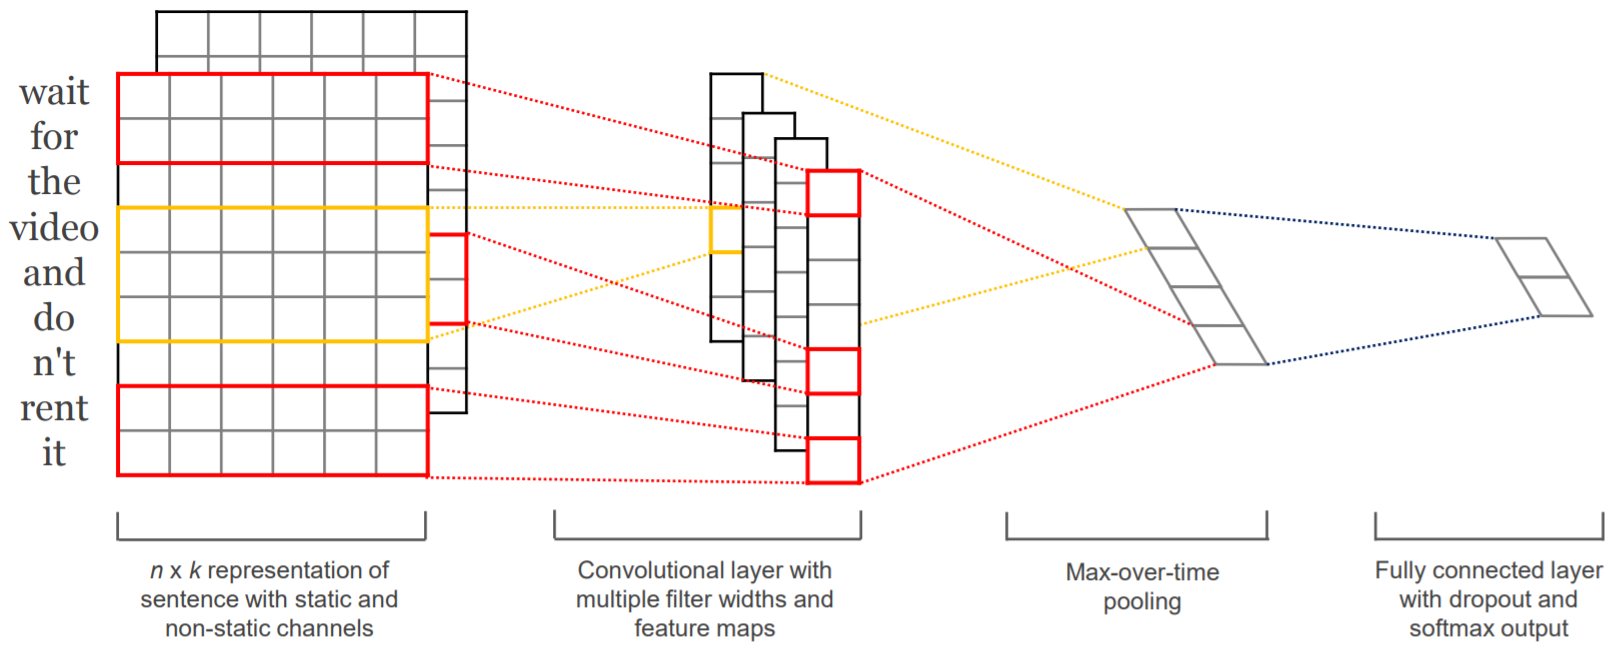 wait
for
the
video
and
do
n't
rent
it
n x k representation of
sentence with static and
non-static channels
Convolutional layer with
multiple filter widths and
feature maps
Max-over-time
pooling
Fully connected layer
with dropout and
softmax output